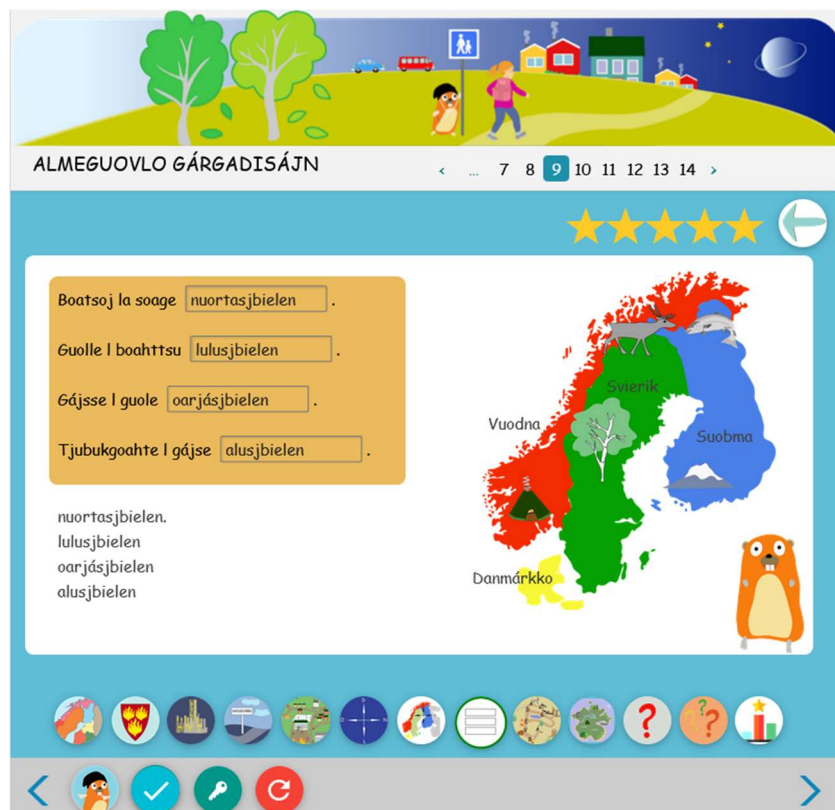 ALMEGUOVLO GÁRGADISÁJN
‹ ... 7 8 9 10 11 12 13 14 ›
Boatsoj la soage nuortasjbielen .
Guolle l boahttsu lulusjbielen .
Gájsse l guole oarjásjbielen .
Tjubukgoahte l gájse alusjbielen .
nuortasjbielen.
lulusjbielen
oarjásjbielen
alusjbielen
Svierik
Vuodna
Suobma
Danmárkko